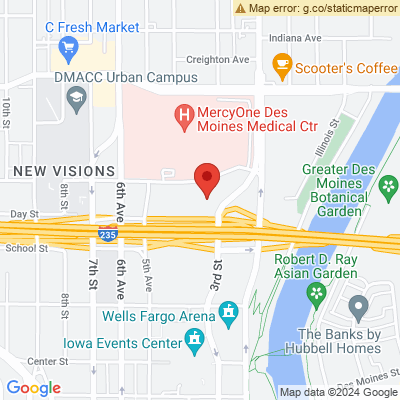 Map error: g.co/staticmaperror
Indiana Ave
C Fresh Market
Creighton Ave
Scooter's Coffee
DMACC Urban Campus
10th St
H
MercyOne Des
Moines Medical Ctr
Illinois St
NEW VISIONS
Greater Des
Moines
Botanical
Garden
8th St
6th Ave
Day St
235
School St
7th St
6th Ave
5th Ave
3rd St
Robert D. Ray
Asian Garden
8th St
Wells Fargo Arena
Iowa Events Center
The Banks by
Hubbell Homes
Center St
Des Moines St
Google
Map data ©2024 Google